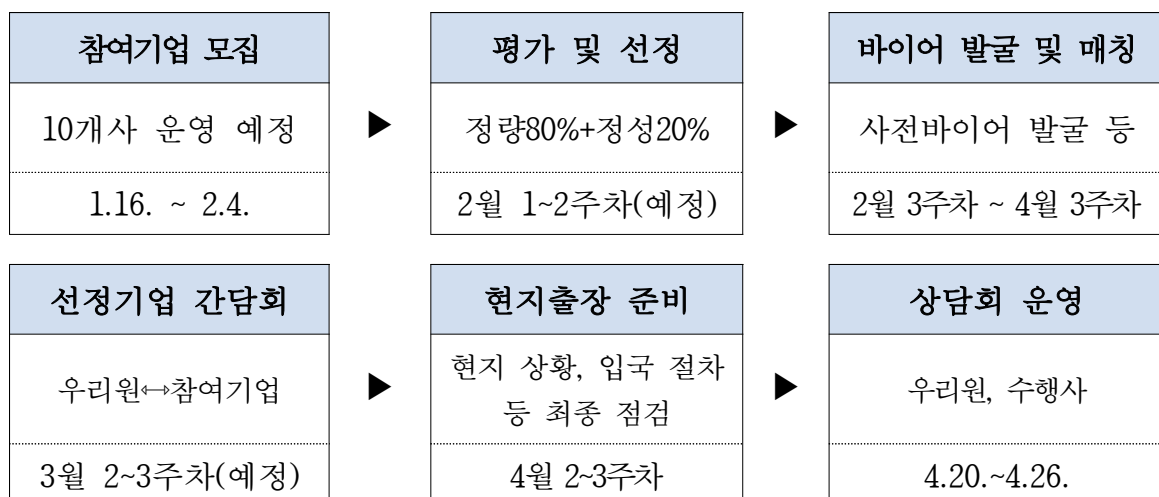 참여기업 모집
10개사 운영 예정
1.16. ~ 2.4.
▶
평가 및 선정
정량80%+정성20%
2월 1~2주차(예정)
▶
바이어 발굴 및 매칭
사전바이어 발굴 등
2월 3주차 ~ 4월 3주차
선정기업 간담회
우리원⇔참여기업
3월 2~3주차(예정)
▶
현지출장 준비
현지 상황, 입국 절차
등 최종 점검
4월 2~3주차
▶
상담회 운영
우리원, 수행사
4.20.~4.26.